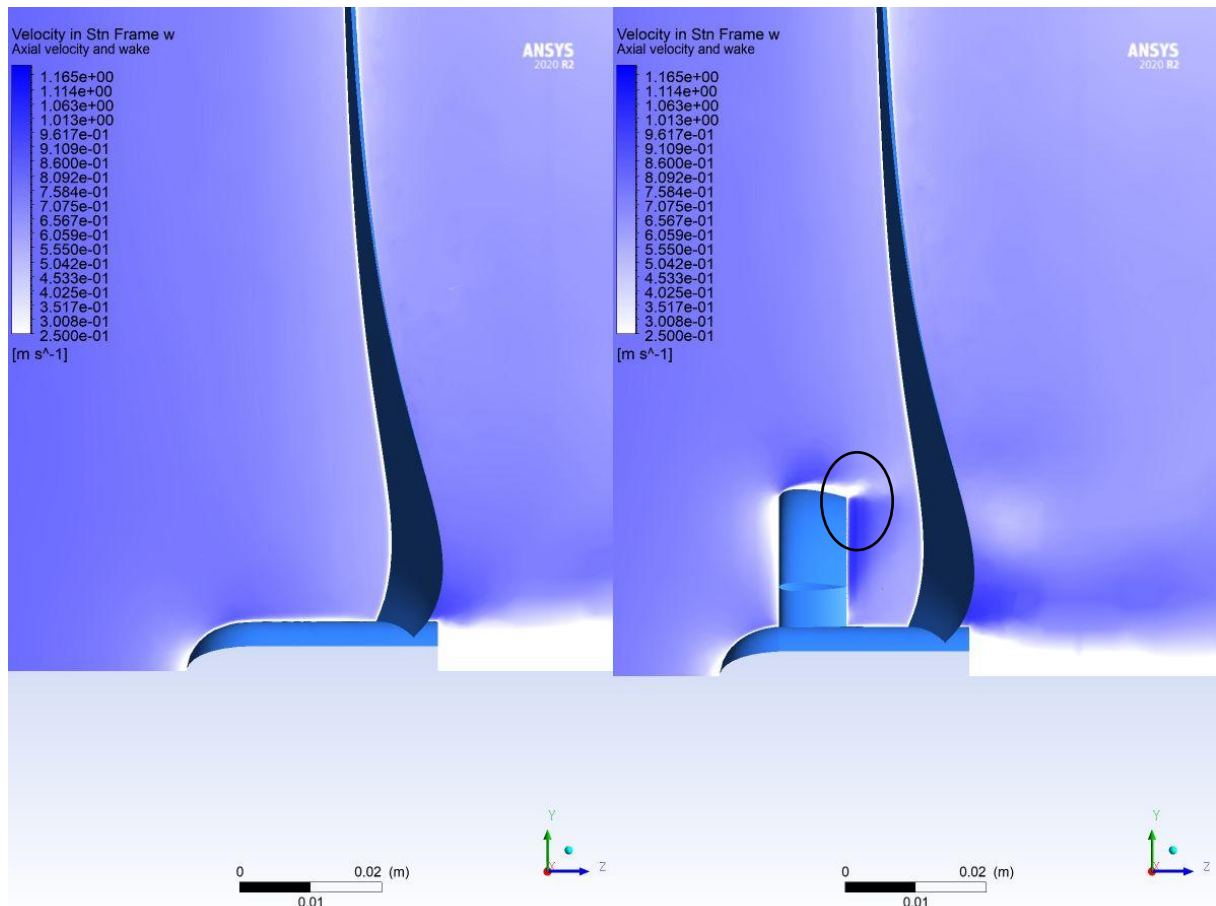 Velocity in Stn Frame w
Axial velocity and wake
1.165e+00
1.114e+00
1.063e+00
1.013e+00
9.617e-01
9.109e-01
8.600e-01
8.092e-01
7.584e-01
7.075e-01
6.567e-01
6.059e-01
5.550e-01
5.042e-01
4.533e-01
4.025e-01
3.517e-01
3.008e-01
2.500e-01
[m s^-1]
ANSYS
2020 R2
Y
X
Z
0 0.02 (m)
0.01
Velocity in Stn Frame w
Axial velocity and wake
1.165e+00
1.114e+00
1.063e+00
1.013e+00
9.617e-01
9.109e-01
8.600e-01
8.092e-01
7.584e-01
7.075e-01
6.567e-01
6.059e-01
5.550e-01
5.042e-01
4.533e-01
4.025e-01
3.517e-01
3.008e-01
2.500e-01
[m s^-1]
ANSYS
2020 R2
Y
X
Z
0 0.02 (m)
0.01